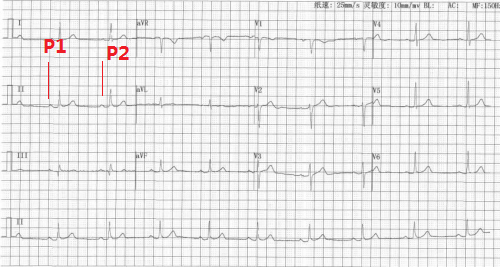 纸速: 25mm/s 灵敏度: 10mm/mv BL: AC: MF:150Hz
I aVR V1 V4
P1 P2
II aVL V2 V5
III aVF V3 V6
II